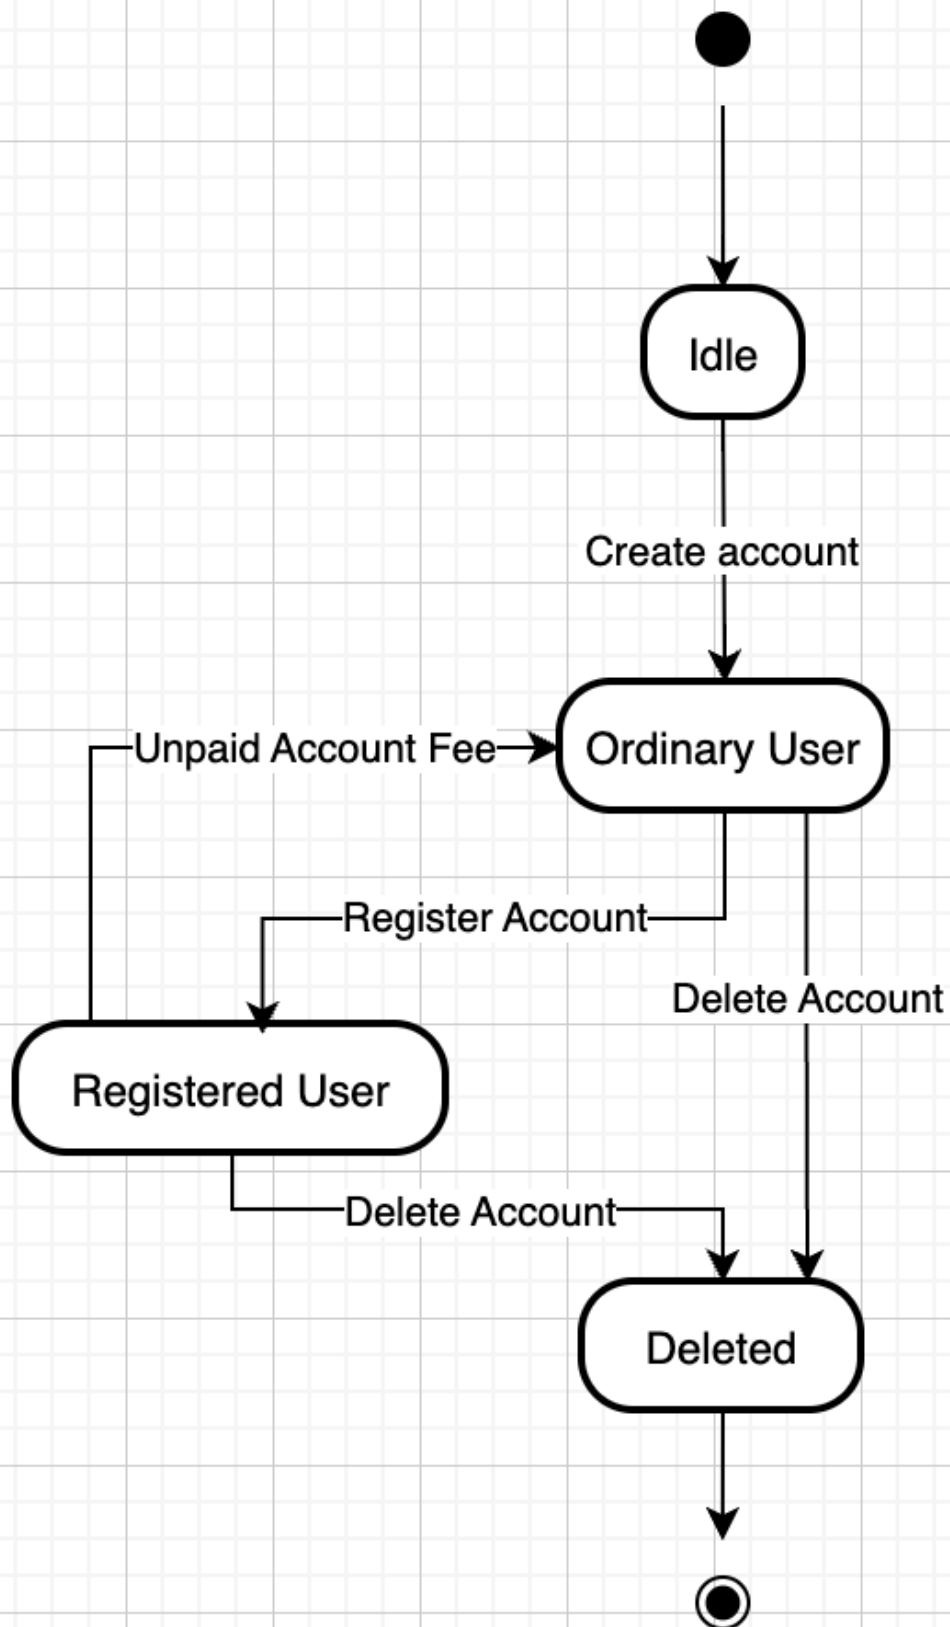 Idle
Create account
Unpaid Account Fee
Ordinary User
Register Account
Delete Account
Registered User
Delete Account
Deleted